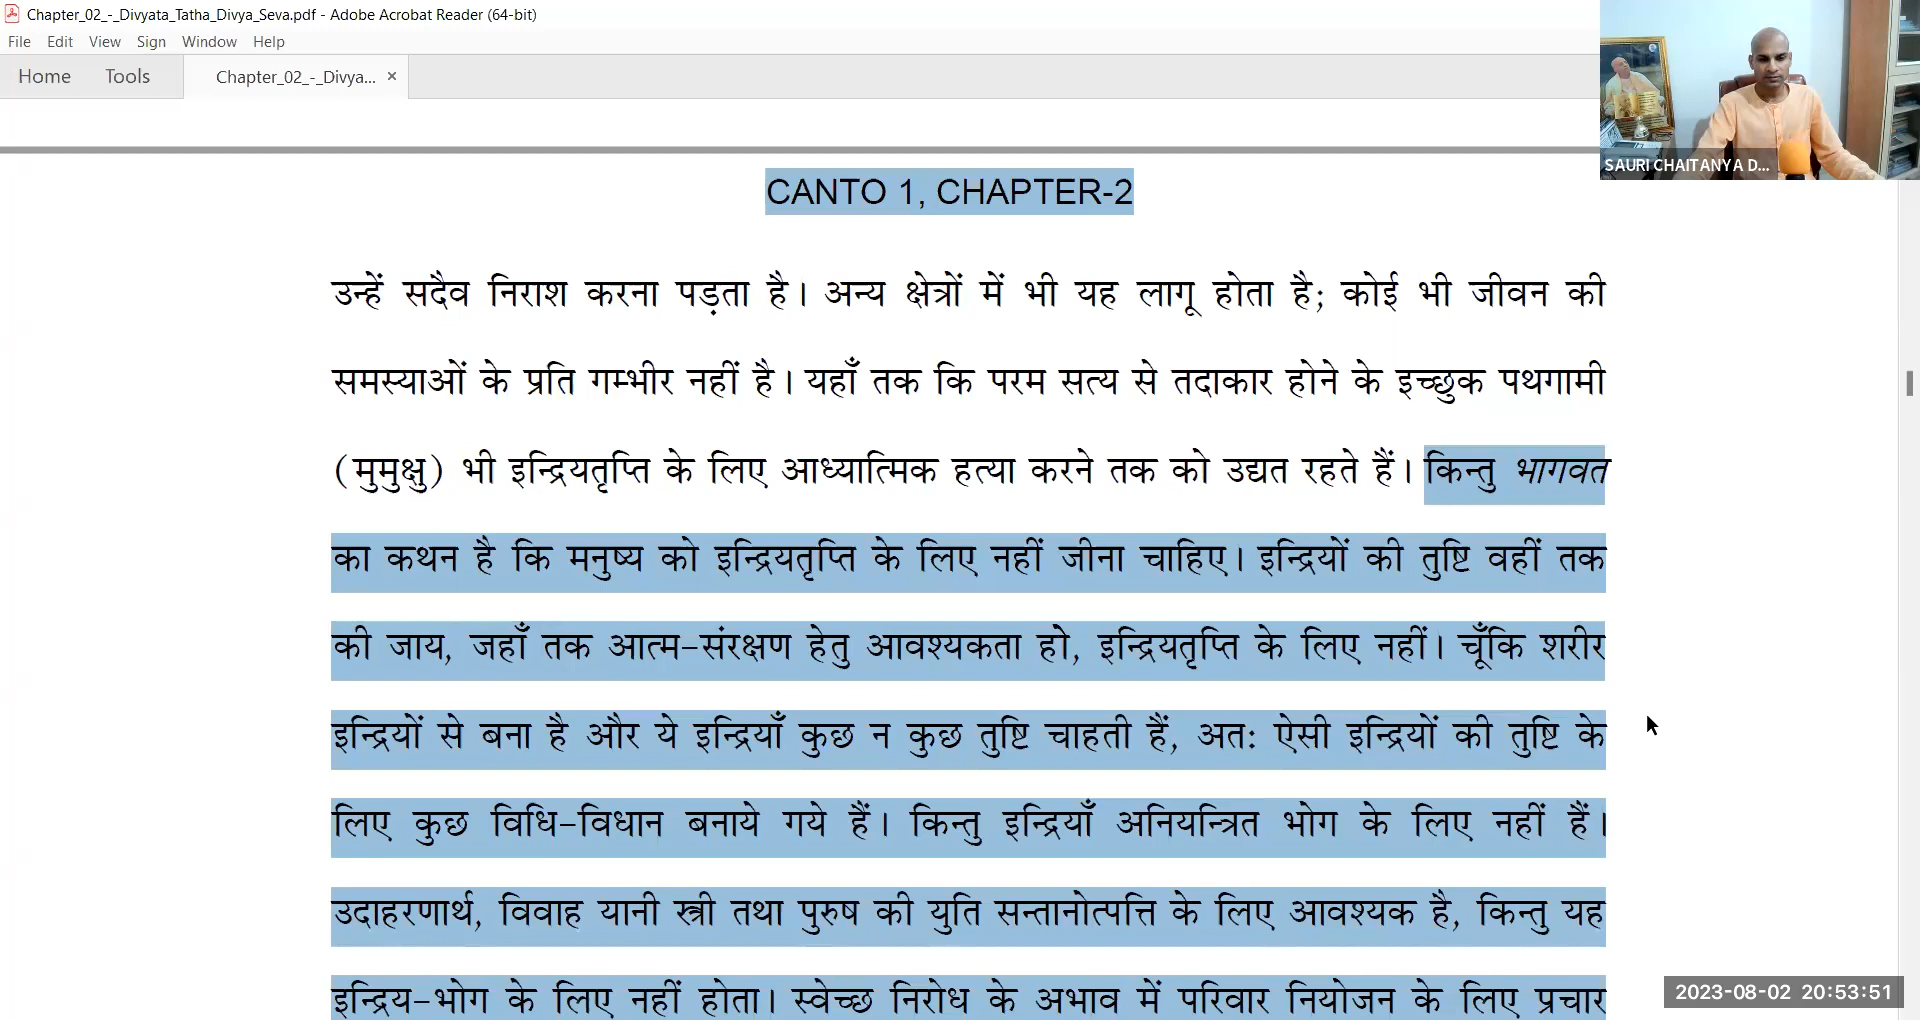 Chapter_02_-_Divyata_Tatha_Divya_Seva.pdf - Adobe Acrobat Reader (64-bit)
File Edit View Sign Window Help
Home Tools Chapter_02_-_Divya... ×
SAURI CHAITANYA D...
CANTO 1, CHAPTER-2
उन्हें सदैव निराश करना पड़ता है। अन्य क्षेत्रों में भी यह लागू होता है; कोई भी जीवन की
समस्याओं के प्रति गम्भीर नहीं है। यहाँ तक कि परम सत्य से तदाकार होने के इच्छुक पथगामी
(मुमुक्षु) भी इन्द्रियतृप्ति के लिए आध्यात्मिक हत्या करने तक को उद्यत रहते हैं। किन्तु भागवत
का कथन है कि मनुष्य को इन्द्रियतृप्ति के लिए नहीं जीना चाहिए। इन्द्रियों की तुष्टि वहीं तक
की जाय, जहाँ तक आत्म-संरक्षण हेतु आवश्यकता हो, इन्द्रियतृप्ति के लिए नहीं। चूँकि शरीर
इन्द्रियों से बना है और ये इन्द्रियाँ कुछ न कुछ तुष्टि चाहती हैं, अतः ऐसी इन्द्रियों की तुष्टि के
लिए कुछ विधि-विधान बनाये गये हैं। किन्तु इन्द्रियाँ अनियन्त्रित भोग के लिए नहीं हैं।
उदाहरणार्थ, विवाह यानी स्त्री तथा पुरुष की युति सन्तानोत्पत्ति के लिए आवश्यक है, किन्तु यह
इन्द्रिय-भोग के लिए नहीं होता। स्वेच्छ निरोध के अभाव में परिवार नियोजन के लिए प्रचार
2023-08-02 20:53:51